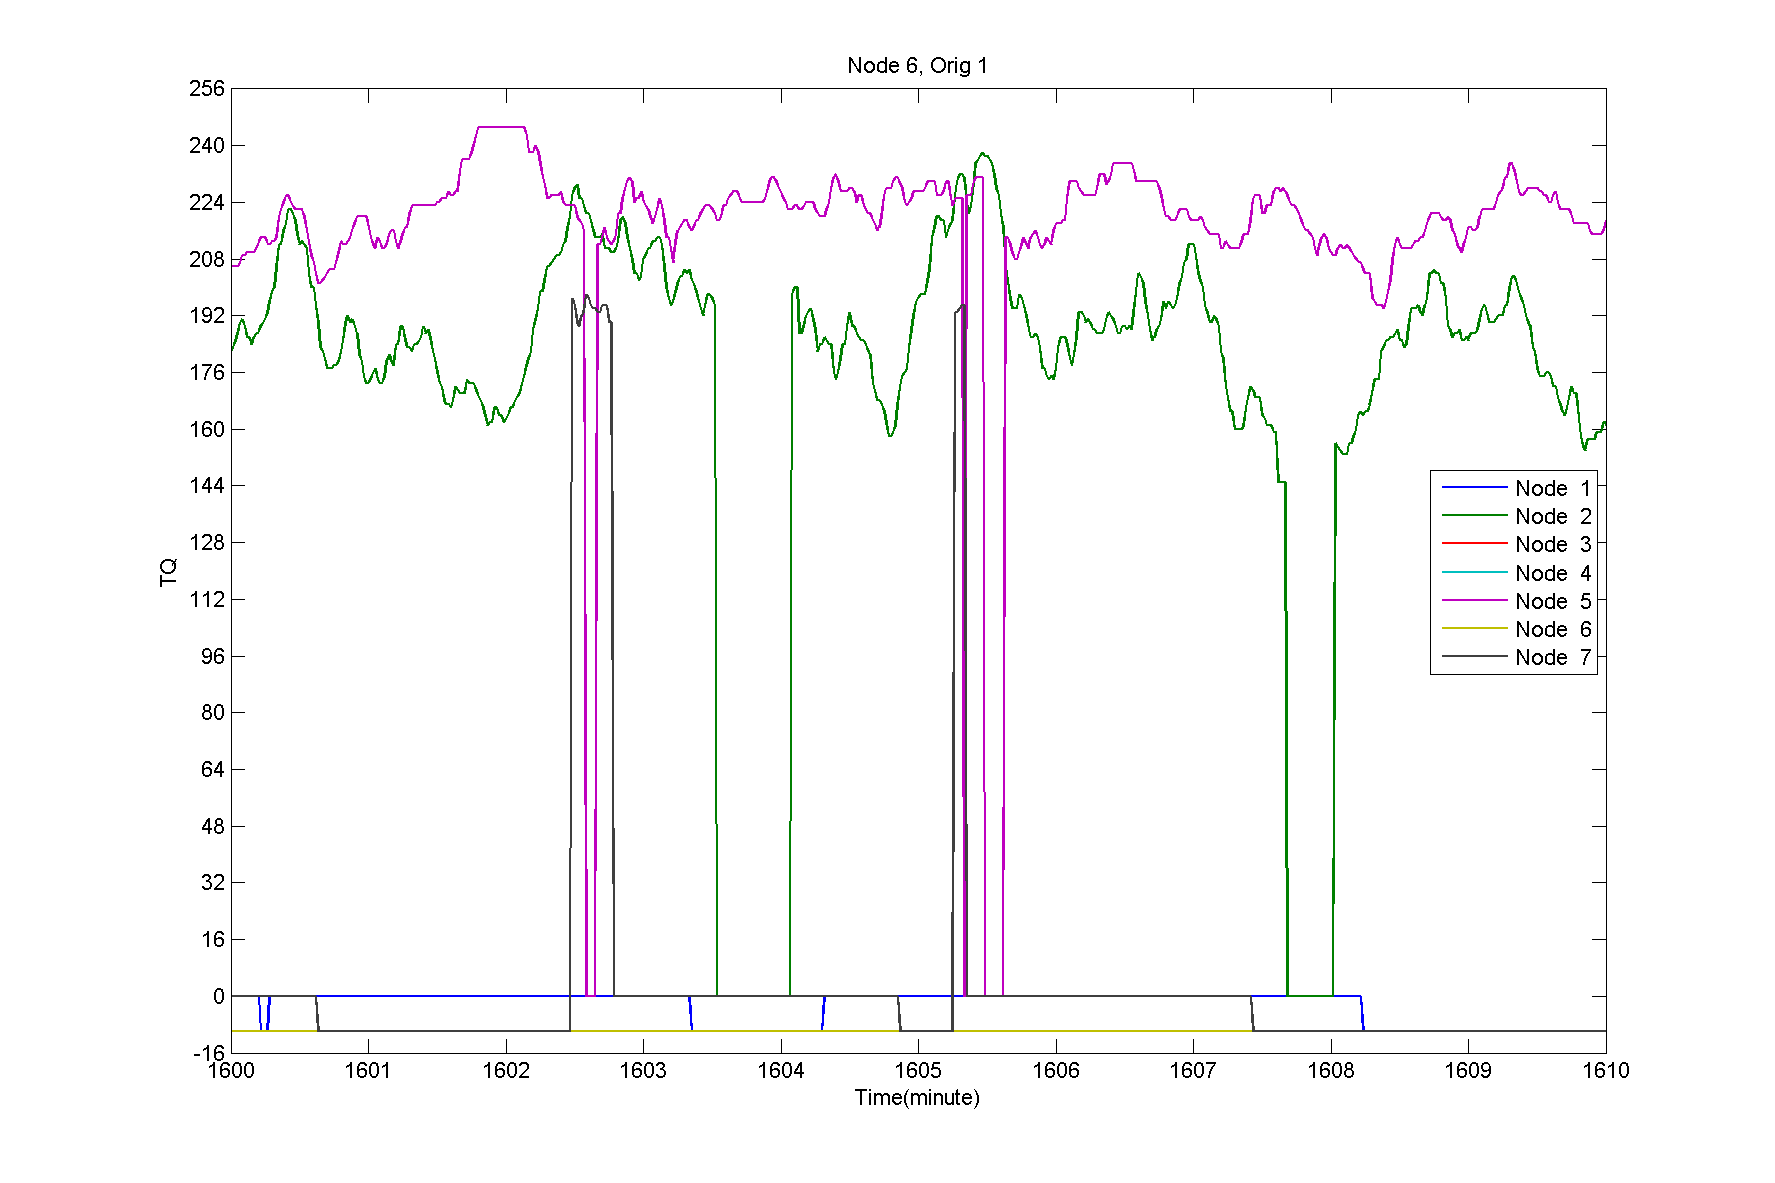 Node 6, Orig 1
256
240
224
208
192
176
160
144
128
112
96
80
64
48
32
16
0
-16
TQ
Node 1
Node 2
Node 3
Node 4
Node 5
Node 6
Node 7
1600 1601 1602 1603 1604 1605 1606 1607 1608 1609 1610
Time(minute)